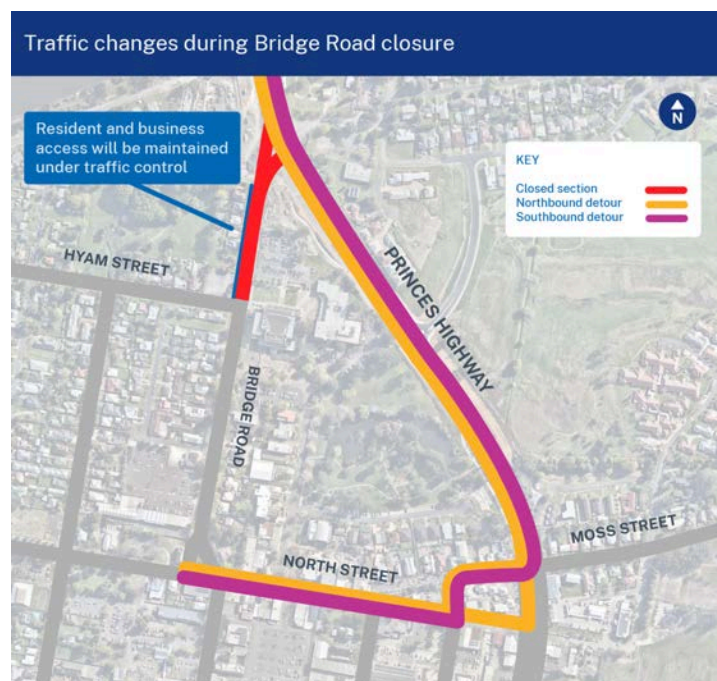 Traffic changes during Bridge Road closure
N
Resident and business
access will be maintained
under traffic control
KEY
Closed section
Northbound detour
Southbound detour
HYAM STREET
PRINCES HIGHWAY
BRIDGE ROAD
MOSS STREET
NORTH STREET